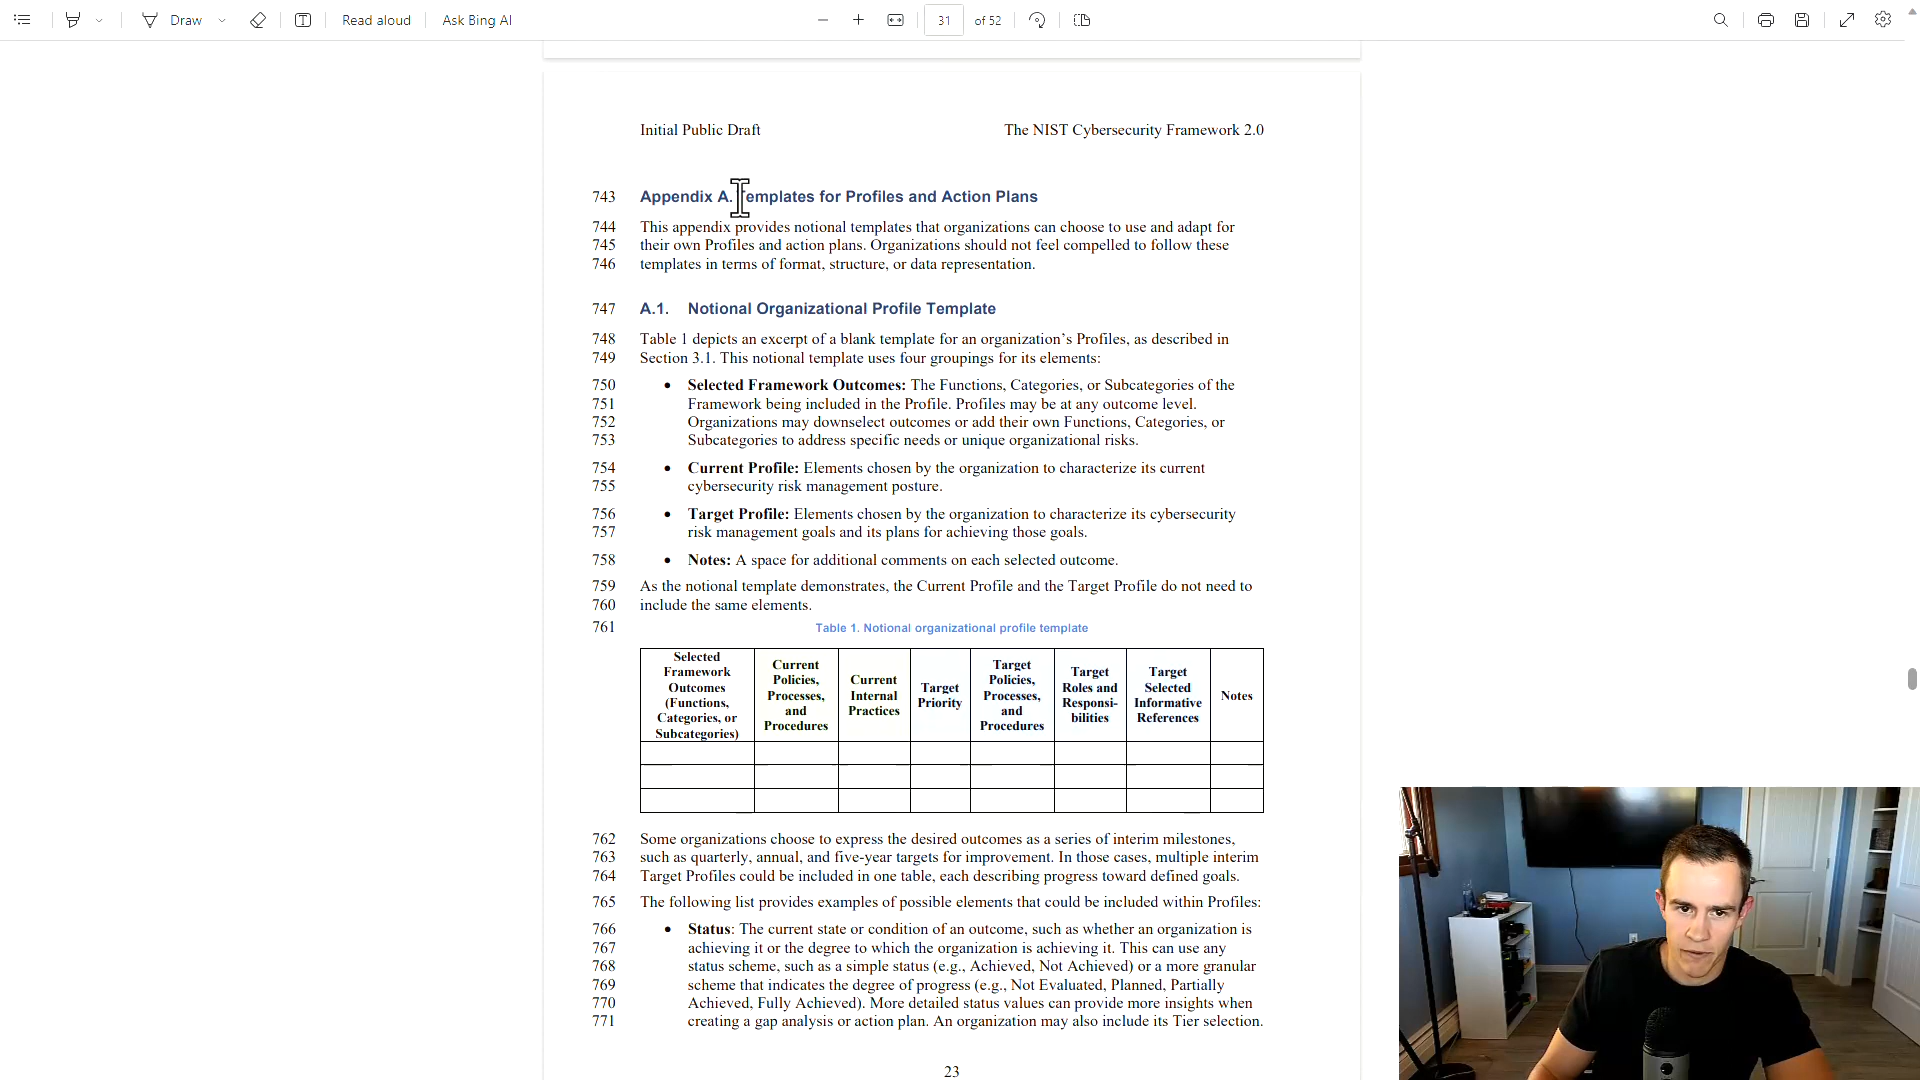 Draw
Read aloud
Ask Bing AI
31
of 52
Initial Public Draft
The NIST Cybersecurity Framework 2.0
743 Appendix A. Templates for Profiles and Action Plans
744 This appendix provides notional templates that organizations can choose to use and adapt for
745 their own Profiles and action plans. Organizations should not feel compelled to follow these
746 templates in terms of format, structure, or data representation.
747 A.1. Notional Organizational Profile Template
748 Table 1 depicts an excerpt of a blank template for an organization's Profiles, as described in
749 Section 3.1. This notional template uses four groupings for its elements:
750 • Selected Framework Outcomes: The Functions, Categories, or Subcategories of the
751 Framework being included in the Profile. Profiles may be at any outcome level.
752 Organizations may downselect outcomes or add their own Functions, Categories, or
753 Subcategories to address specific needs or unique organizational risks.
754 • Current Profile: Elements chosen by the organization to characterize its current
755 cybersecurity risk management posture.
756 • Target Profile: Elements chosen by the organization to characterize its cybersecurity
757 risk management goals and its plans for achieving those goals.
758 • Notes: A space for additional comments on each selected outcome.
759 As the notional template demonstrates, the Current Profile and the Target Profile do not need to
760 include the same elements.
761 Table 1. Notional organizational profile template
Selected
Framework
Outcomes
(Functions,
Categories, or
Subcategories)
Current
Policies,
Processes,
and
Procedures
Current
Internal
Practices
Target
Priority
Target
Policies,
Processes,
and
Procedures
Target
Roles and
Responsi-
bilities
Target
Selected
Informative
References
Notes
762 Some organizations choose to express the desired outcomes as a series of interim milestones,
763 such as quarterly, annual, and five-year targets for improvement. In those cases, multiple interim
764 Target Profiles could be included in one table, each describing progress toward defined goals.
765 The following list provides examples of possible elements that could be included within Profiles:
766 • Status: The current state or condition of an outcome, such as whether an organization is
767 achieving it or the degree to which the organization is achieving it. This can use any
768 status scheme, such as a simple status (e.g., Achieved, Not Achieved) or a more granular
769 scheme that indicates the degree of progress (e.g., Not Evaluated, Planned, Partially
770 Achieved, Fully Achieved). More detailed status values can provide more insights when
771 creating a gap analysis or action plan. An organization may also include its Tier selection.
23